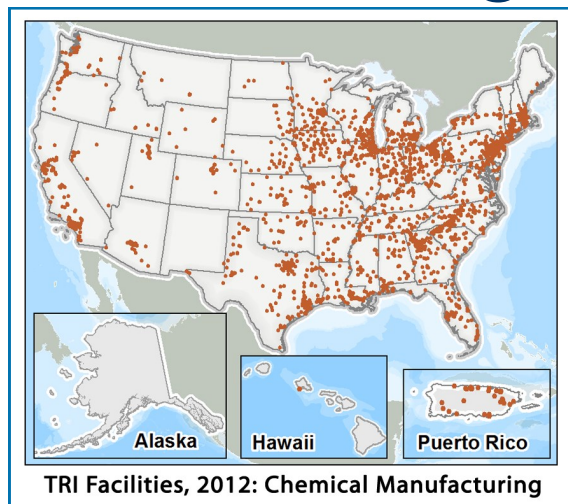 Alaska
Hawaii
Puerto Rico
TRI Facilities, 2012: Chemical Manufacturing